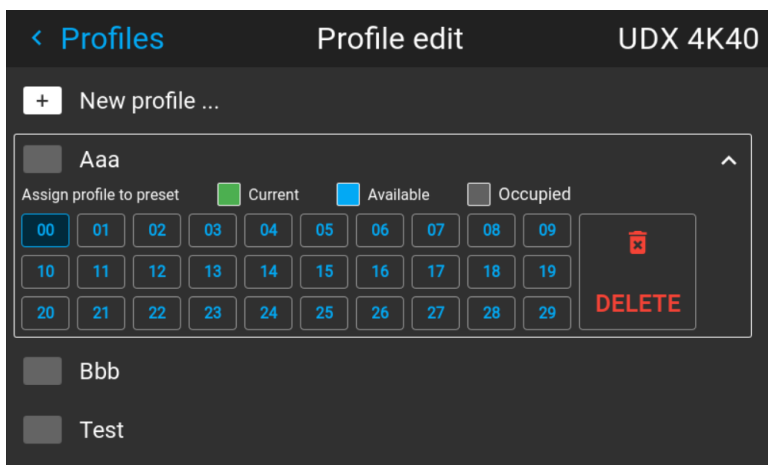 < Profiles Profile edit UDX 4K40
+ New profile ...
Aaa
Assign profile to preset Current Available Occupied
00 01 02 03 04 05 06 07 08 09
10 11 12 13 14 15 16 17 18 19
20 21 22 23 24 25 26 27 28 29
DELETE
Bbb
Test